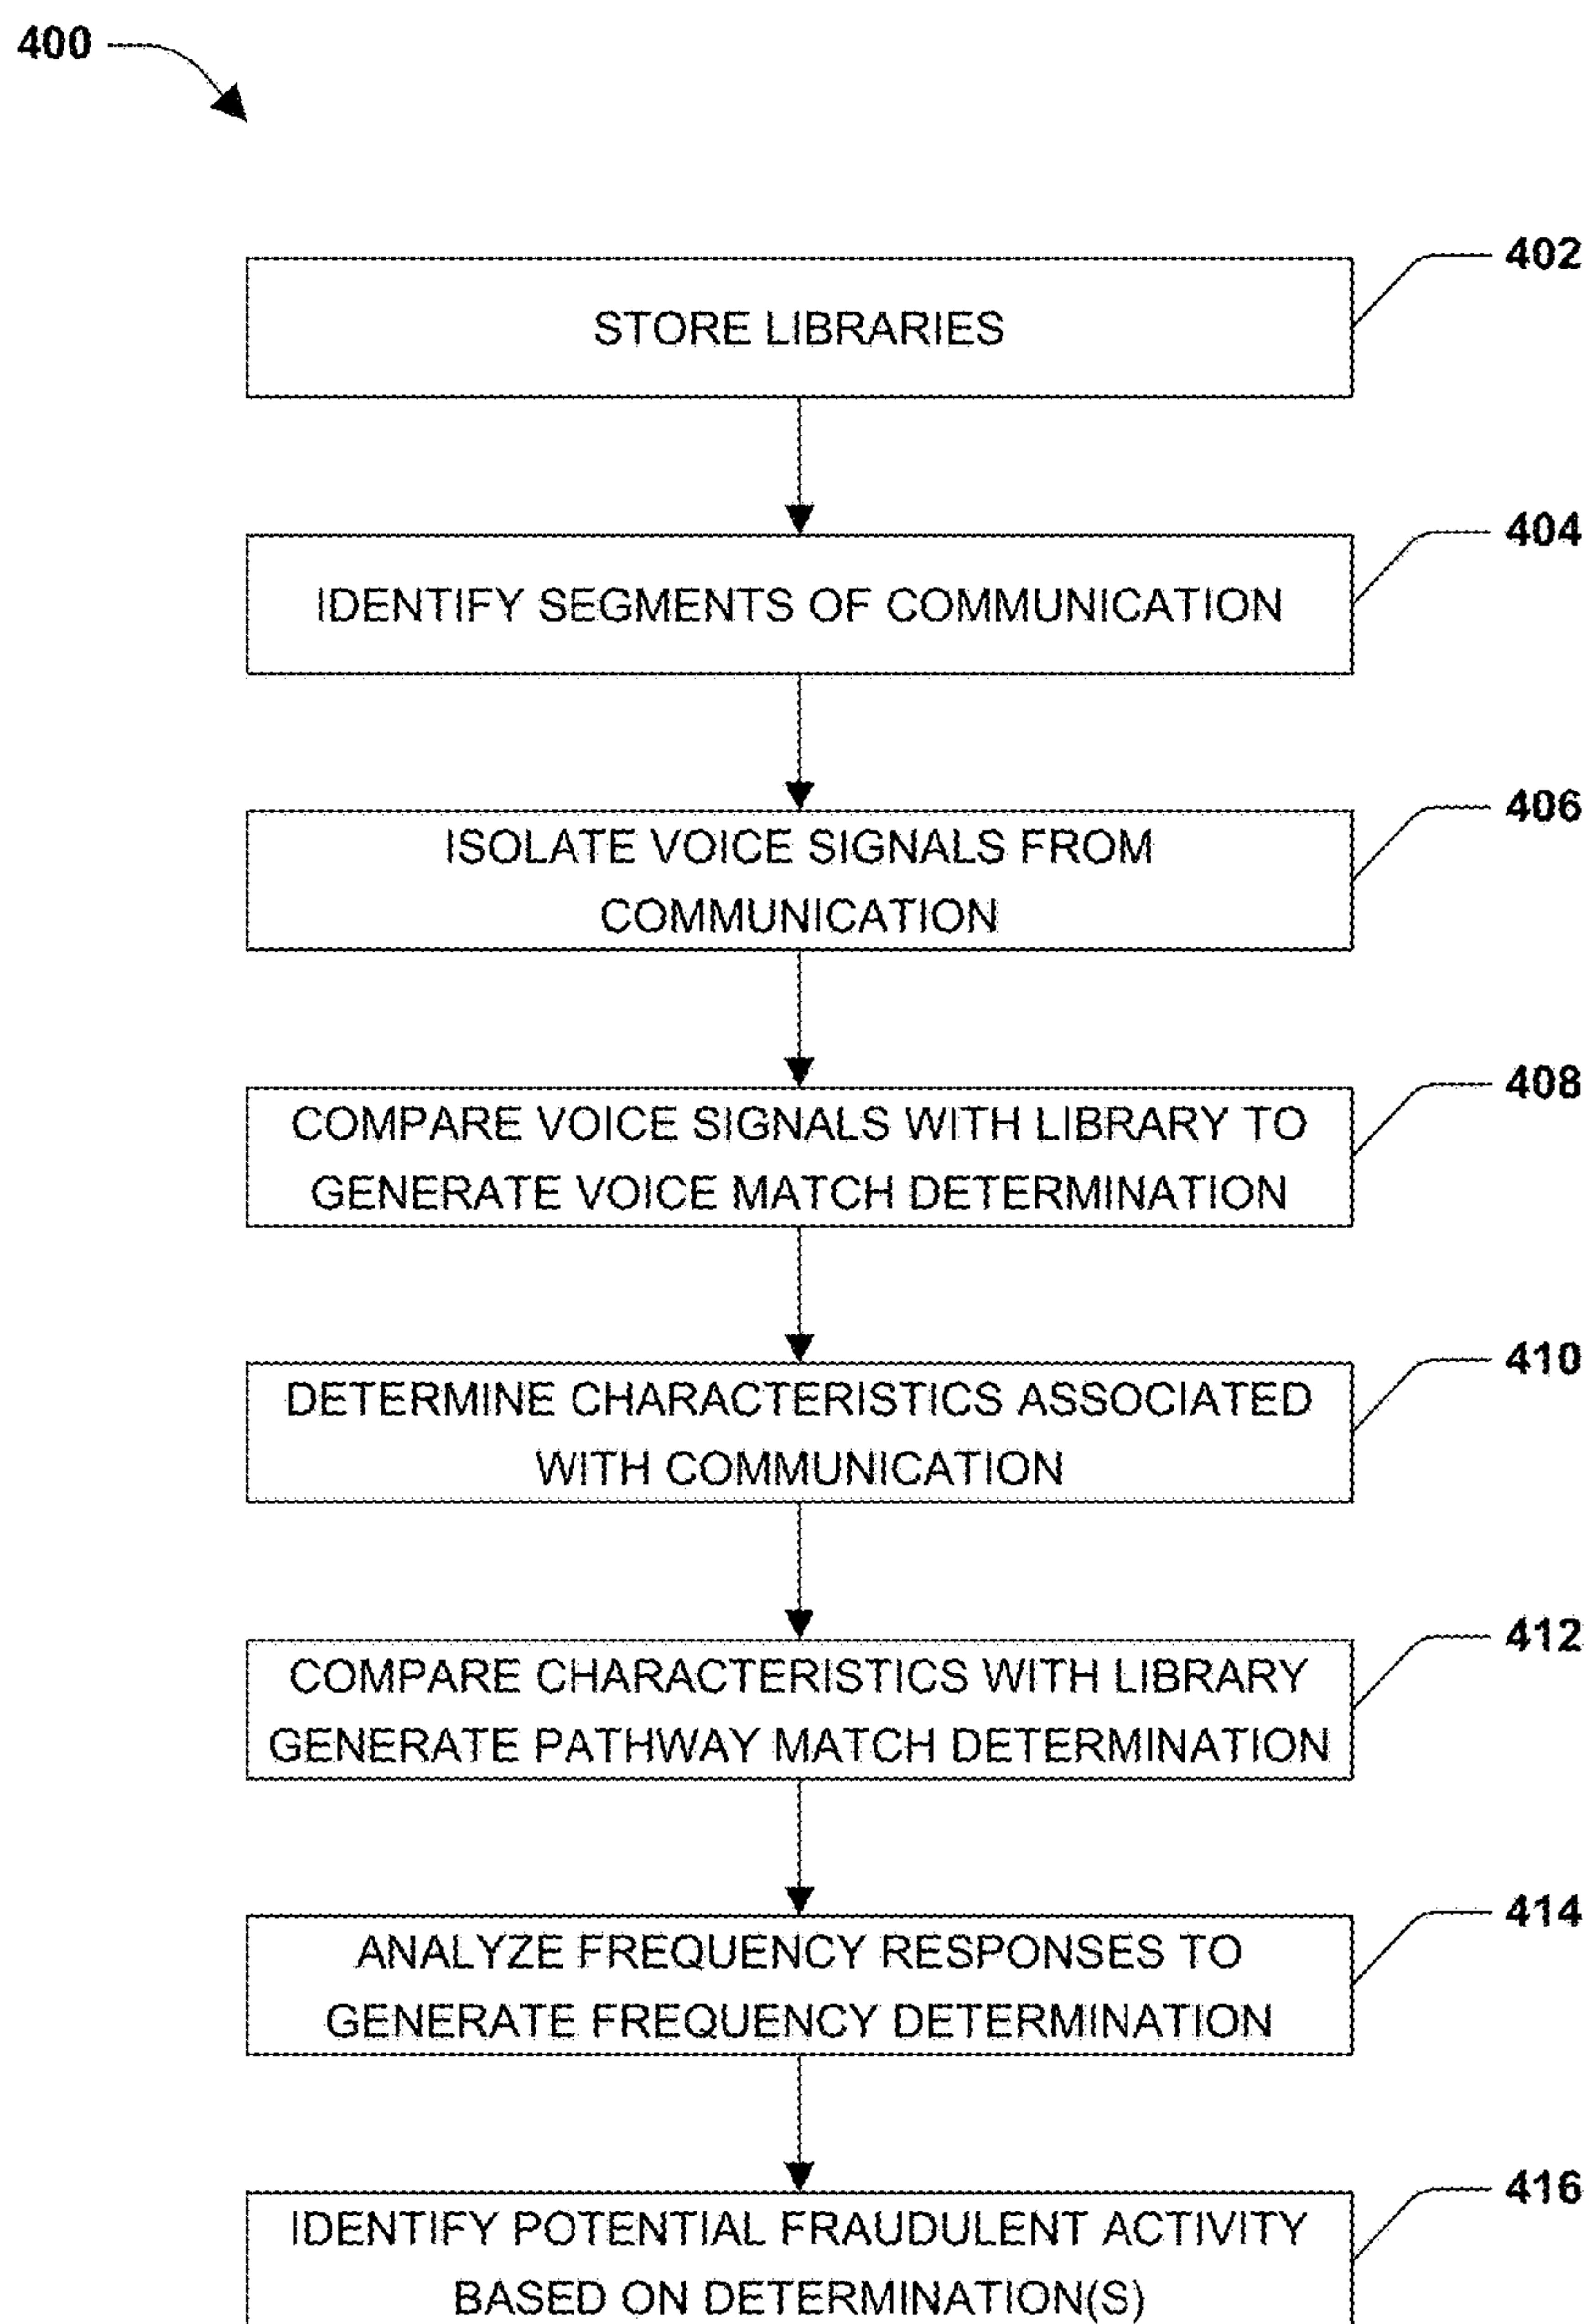 400
402
STORE LIBRARIES
404
IDENTIFY SEGMENTS OF COMMUNICATION
406
ISOLATE VOICE SIGNALS FROM
COMMUNICATION
408
COMPARE VOICE SIGNALS WITH LIBRARY TO
GENERATE VOICE MATCH DETERMINATION
410
DETERMINE CHARACTERISTICS ASSOCIATED
WITH COMMUNICATION
412
COMPARE CHARACTERISTICS WITH LIBRARY
GENERATE PATHWAY MATCH DETERMINATION
414
ANALYZE FREQUENCY RESPONSES TO
GENERATE FREQUENCY DETERMINATION
416
IDENTIFY POTENTIAL FRAUDULENT ACTIVITY
BASED ON DETERMINATION(S)